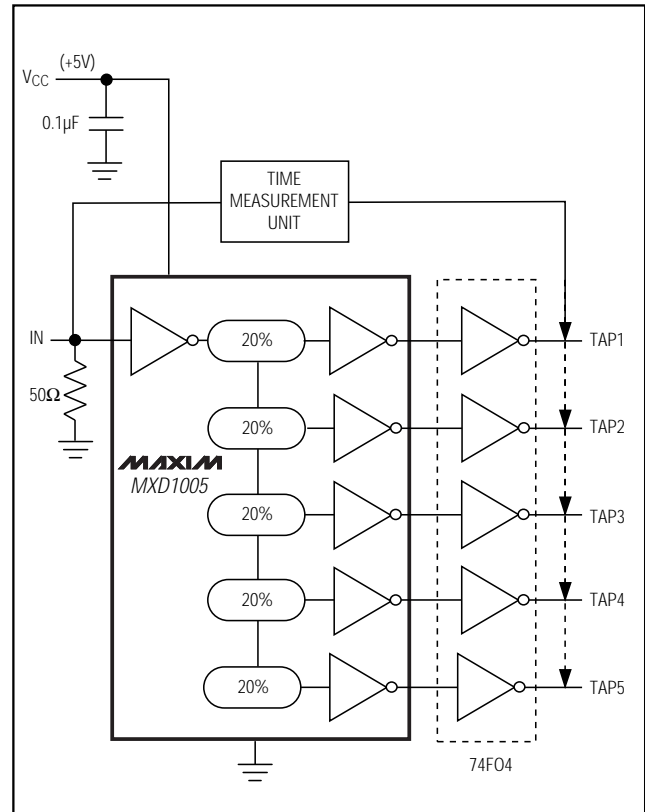 VCC (+5V)
0.1µF
TIME
MEASUREMENT
UNIT
IN
50Ω
20%
TAP1
20%
TAP2
MAXIM
MXD1005
20%
TAP3
20%
TAP4
20%
TAP5
74FO4